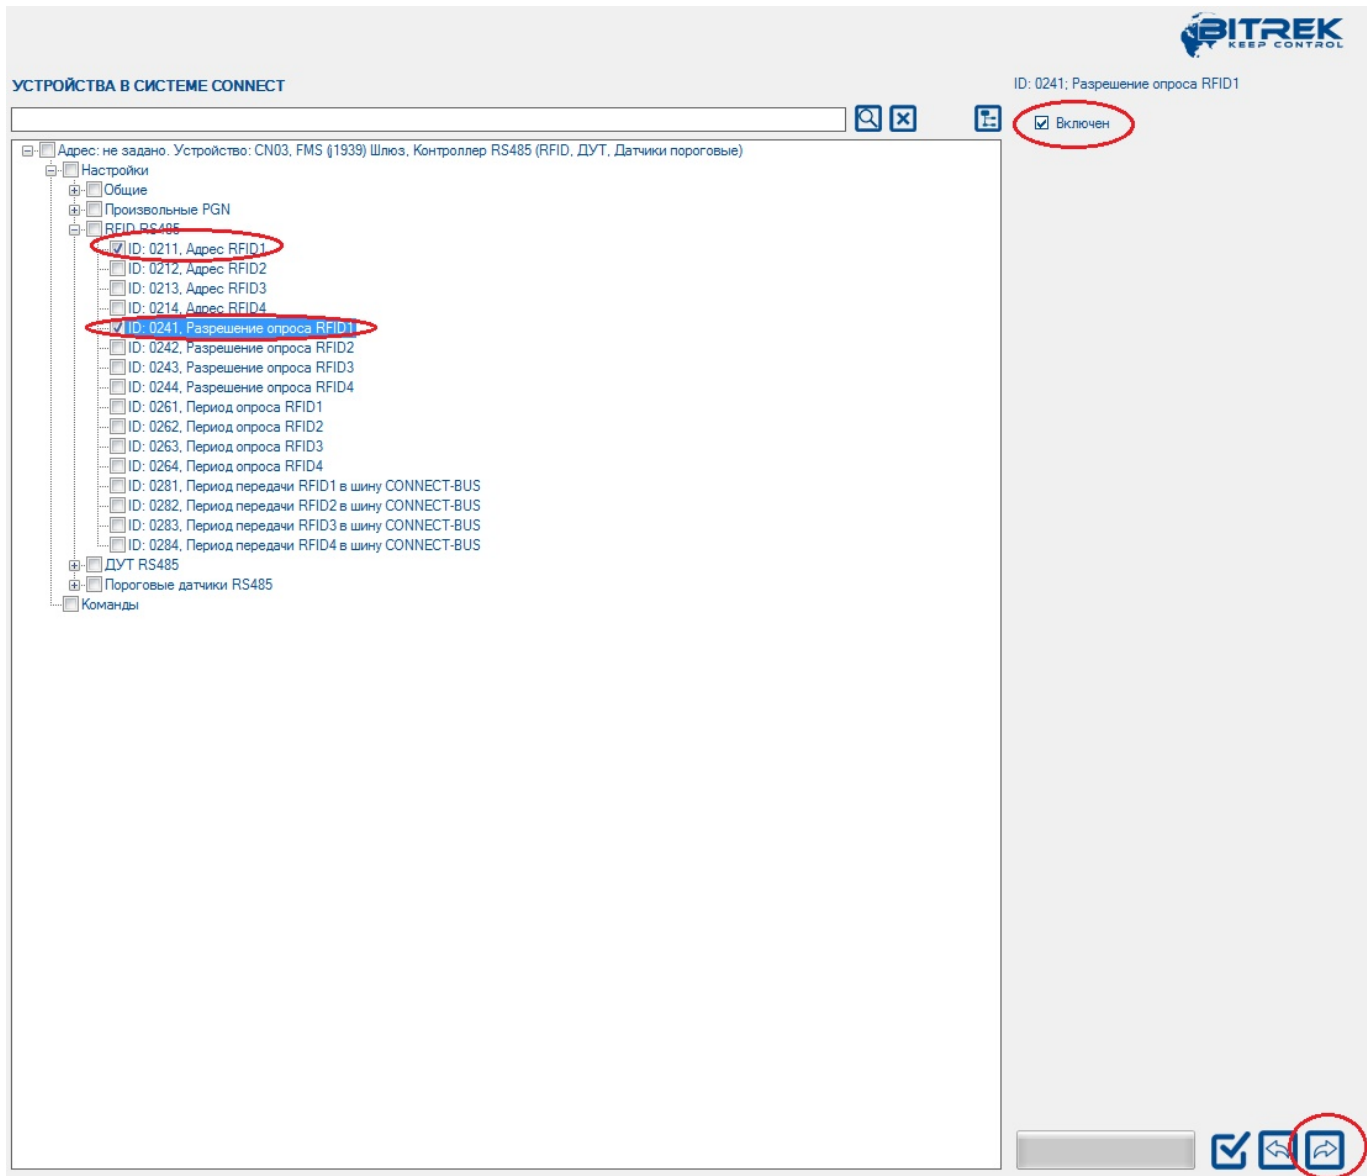 BITREK
KEEP CONTROL
УСТРОЙСТВА В СИСТЕМЕ CONNECT
ID: 0241; Разрешение опроса RFID1
Включен
Адрес: не задано. Устройство: CN03, FMS (j1939) Шлюз, Контроллер RS485 (RFID, ДУТ, Датчики пороговые)
Настройки
Общие
Произвольные PGN
RFID RS485
ID: 0211, Адрес RFID1
ID: 0212, Адрес RFID2
ID: 0213, Адрес RFID3
ID: 0214, Адрес RFID4
ID: 0241, Разрешение опроса RFID1
ID: 0242, Разрешение опроса RFID2
ID: 0243, Разрешение опроса RFID3
ID: 0244, Разрешение опроса RFID4
ID: 0261, Период опроса RFID1
ID: 0262, Период опроса RFID2
ID: 0263, Период опроса RFID3
ID: 0264, Период опроса RFID4
ID: 0281, Период передачи RFID1 в шину CONNECT-BUS
ID: 0282, Период передачи RFID2 в шину CONNECT-BUS
ID: 0283, Период передачи RFID3 в шину CONNECT-BUS
ID: 0284, Период передачи RFID4 в шину CONNECT-BUS
ДУТ RS485
Пороговые датчики RS485
Команды